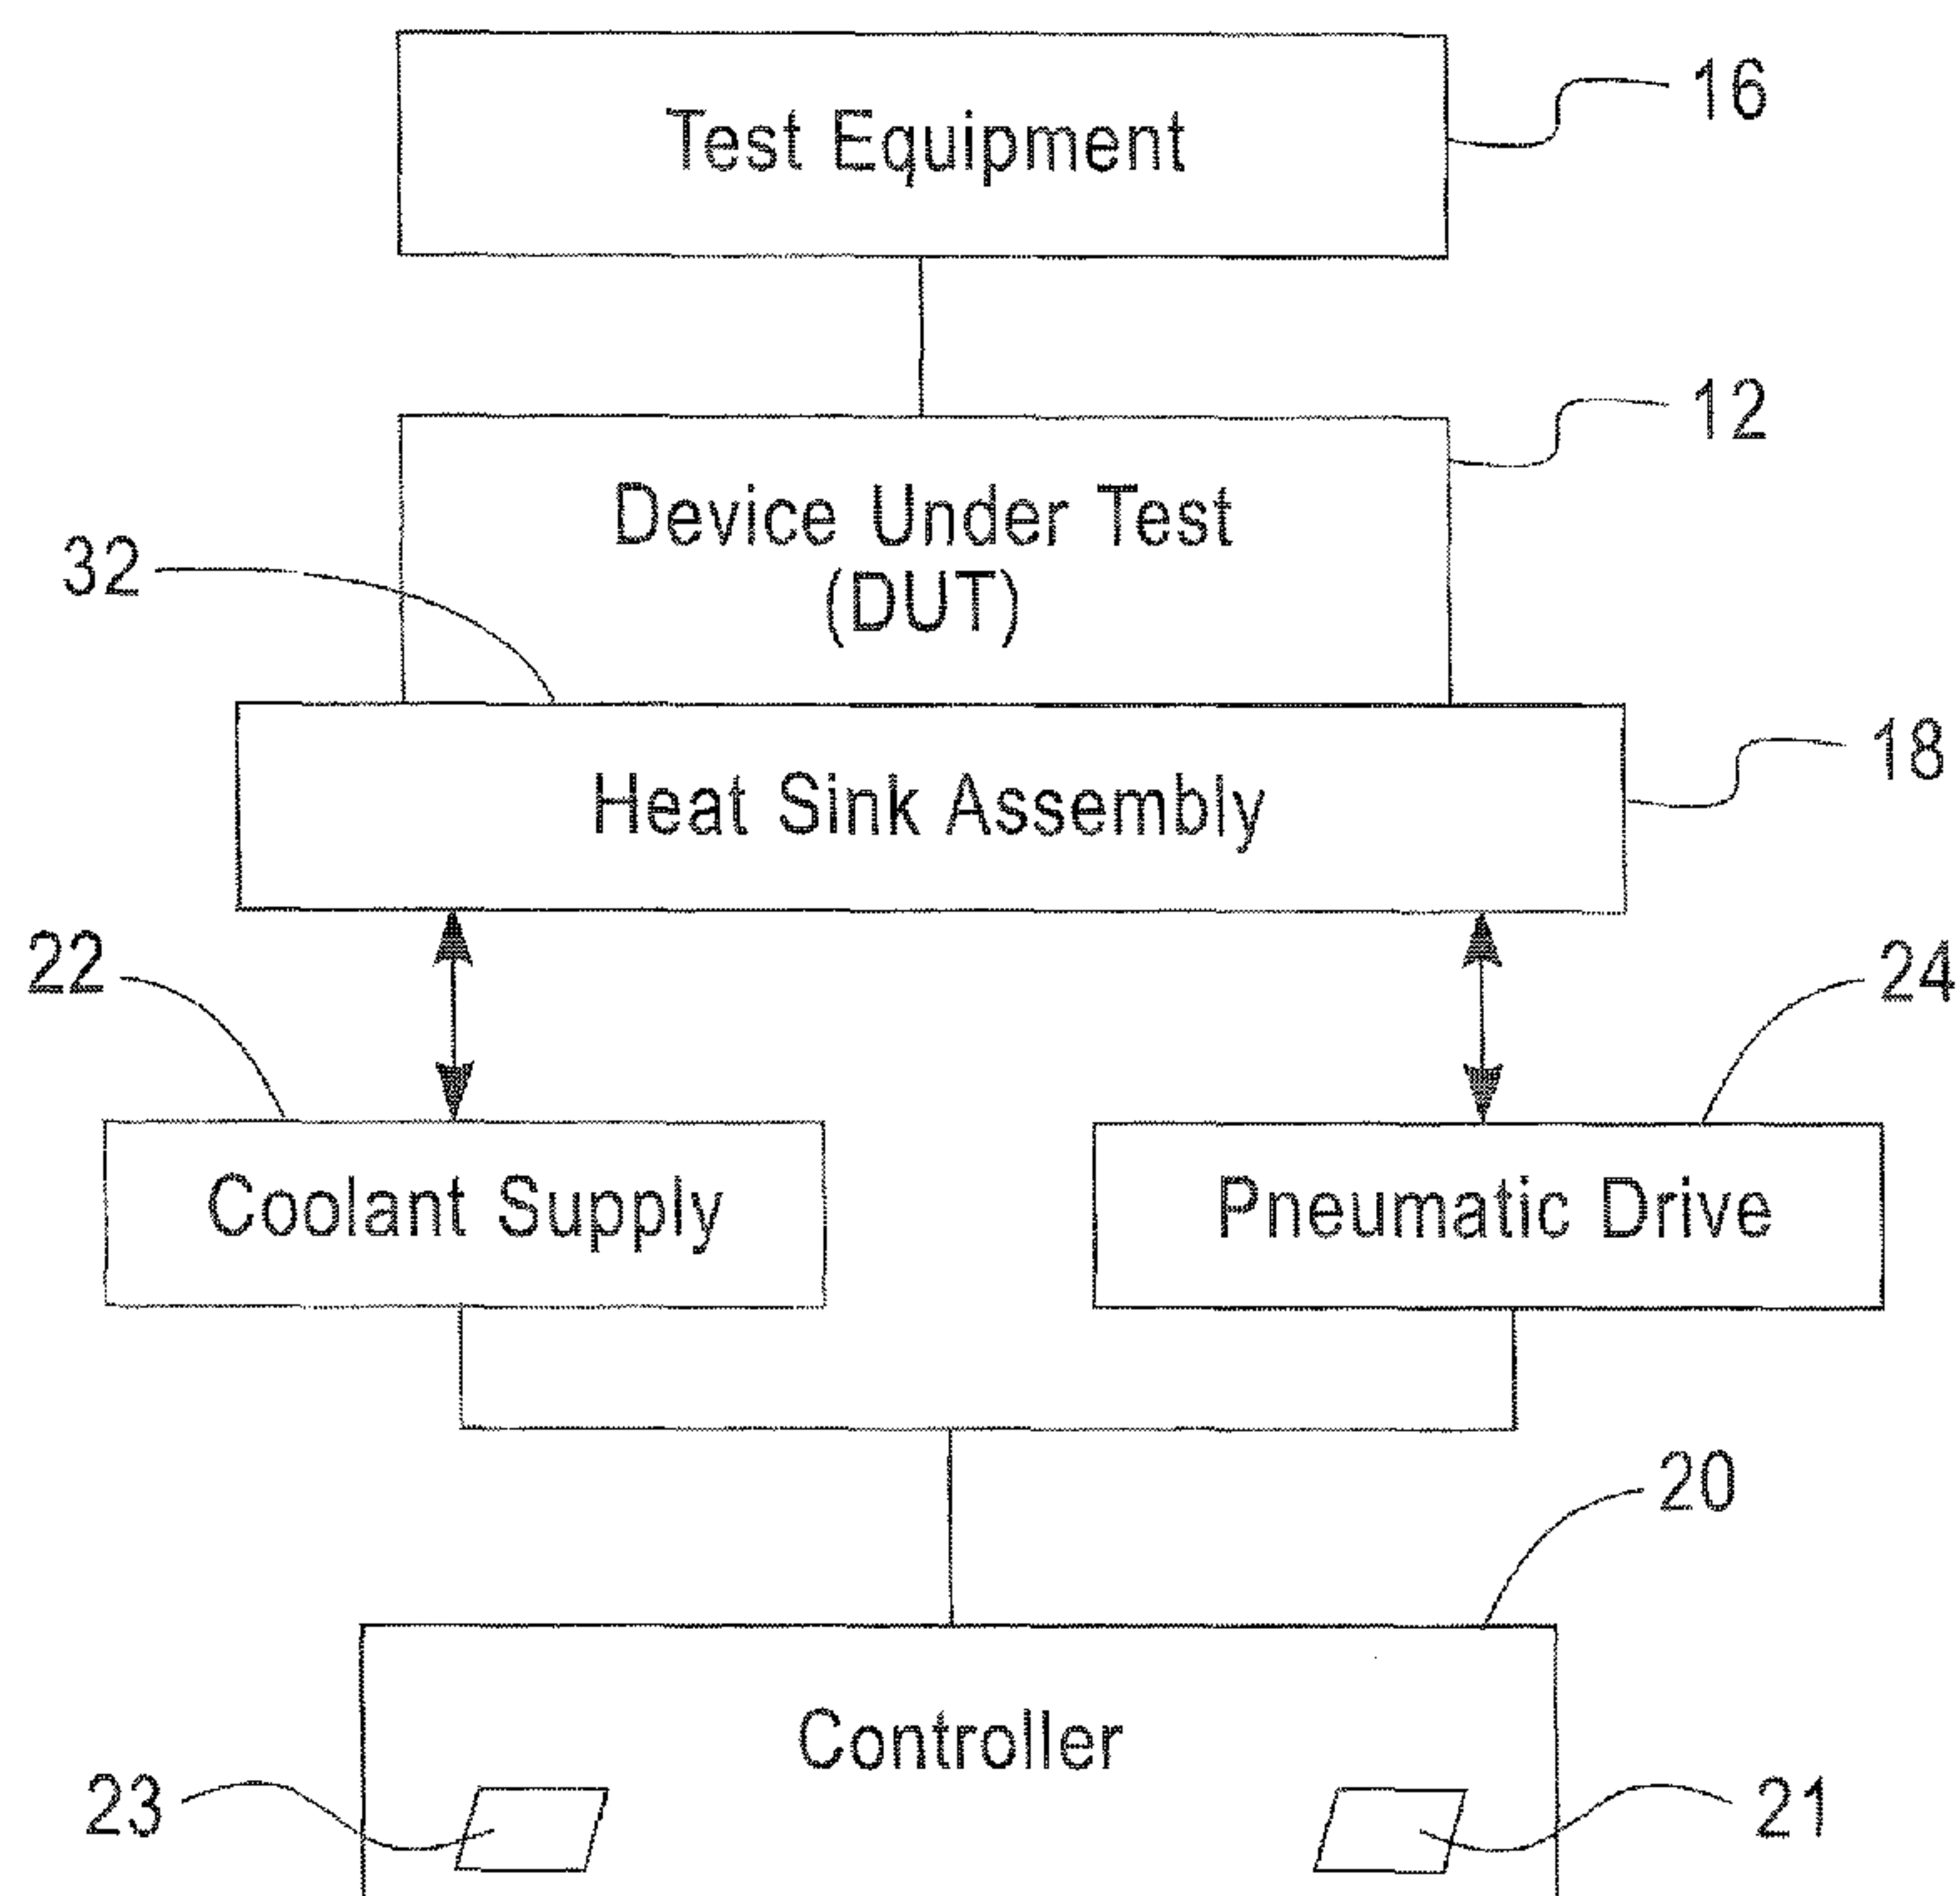 16
Test Equipment
12
Device Under Test
32
(DUT)
18
Heat Sink Assembly
22
24
Coolant Supply
Pneumatic Drive
20
Controller
23
21